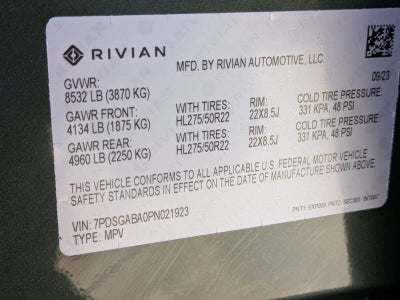 RIVIAN
MFD. BY RIVIAN AUTOMOTIVE, LLC.
09/23
GVWR:
8532 LB (3870 KG)
GAWR FRONT: WITH TIRES: RIM: COLD TIRE PRESSURE:
4134 LB (1875 KG) HL275/50R22 22X8.5J 331 KPA, 48 PSI
GAWR REAR: WITH TIRES: RIM: COLD TIRE PRESSURE:
4960 LB (2250 KG) HL275/50R22 22X8.5J 331 KPA, 48 PSI
THIS VEHICLE CONFORMS TO ALL APPLICABLE U.S. FEDERAL MOTOR VEHICLE
SAFETY STANDARDS IN EFFECT ON THE DATE OF MANUFACTURE SHOWN ABOVE.
VIN: 7PDSGABA0PN021923
TYPE: MPV
PKT1: PKT2: